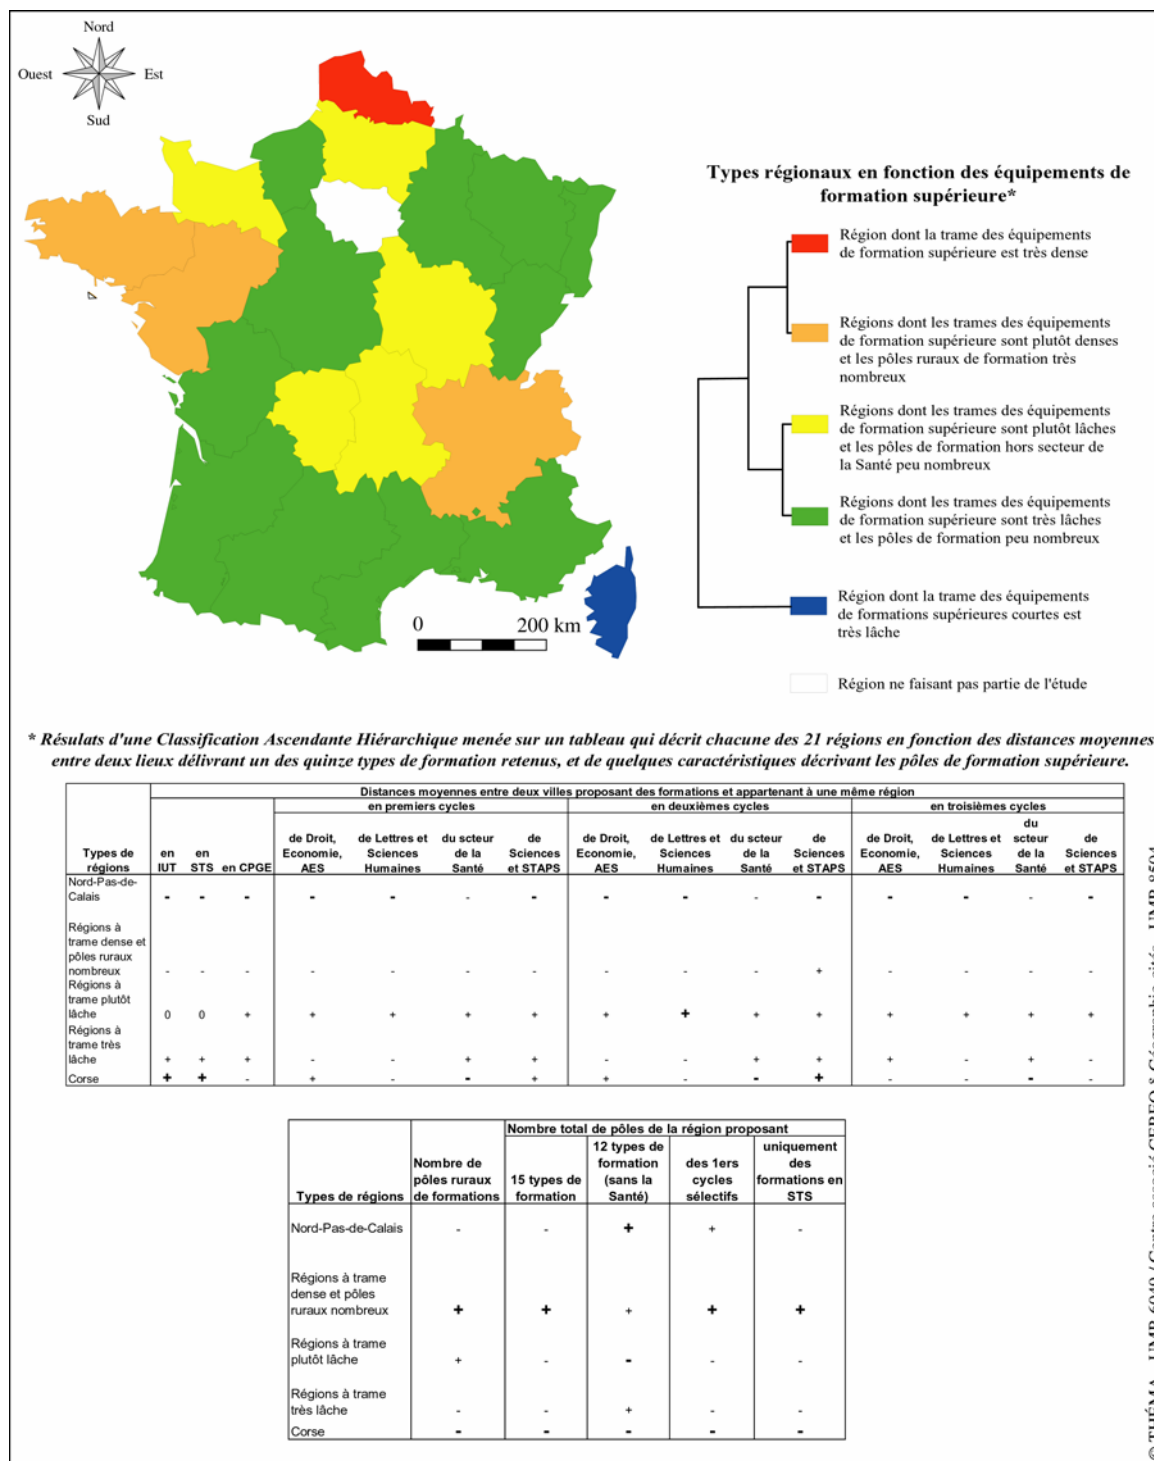 Nord
Ouest
Est
Sud
Types régionaux en fonction des équipements de
formation supérieure*
Région dont la trame des équipements
de formation supérieure est très dense
Régions dont les trames des équipements
de formation supérieure sont plutôt denses
et les pôles ruraux de formation très
nombreux
Régions dont les trames des équipements
de formation supérieure sont plutôt lâches
et les pôles de formation hors secteur de
la Santé peu nombreux
Régions dont les trames des équipements
de formation supérieure sont très lâches
et les pôles de formation peu nombreux
Région dont la trame des équipements
de formations supérieures courtes est
très lâche
Région ne faisant pas partie de l'étude
0 200 km
* Résulats d'une Classification Ascendante Hiérarchique menée sur un tableau qui décrit chacune des 21 régions en fonction des distances moyennes
entre deux lieux délivrant un des quinze types de formation retenus, et de quelques caractéristiques décrivant les pôles de formation supérieure.
Distances moyennes entre deux villes proposant des formations et appartenant à une même région
en premiers cycles en deuxièmes cycles en troisièmes cycles
Types de régions en IUT en STS en CPGE de Droit, Economie, AES de Lettres et Sciences Humaines du scteur de la Santé de Sciences et STAPS de Droit, Economie, AES de Lettres et Sciences Humaines du scteur de la Santé de Sciences et STAPS de Droit, Economie, AES de Lettres et Sciences Humaines du scteur de la Santé de Sciences et STAPS
Nord-Pas-de-
Calais - - - - - - - - - - - - - - -
Régions à
trame dense et
pôles ruraux
nombreux - - - - - - - - - - + - - - -
Régions à
trame plutôt
lâche 0 0 + + + + + + + + + + + + +
Régions à
trame très
lâche + + + - - + + - - + + + - + -
Corse + + - + - - + + - - + - - - -
Nombre total de pôles de la région proposant
Types de régions Nombre de pôles ruraux de formations 15 types de formation 12 types de formation (sans la Santé) des 1ers cycles sélectifs uniquement des formations en STS
Nord-Pas-de-Calais - - + + -
Régions à trame
dense et pôles
ruraux nombreux + + + + +
Régions à trame
plutôt lâche + - - - -
Régions à trame
très lâche - - + - -
Corse - - - - -
© THÉMA - UMR 6049 / Centre associé CEREQ & Géographie-cités - UMR 8504